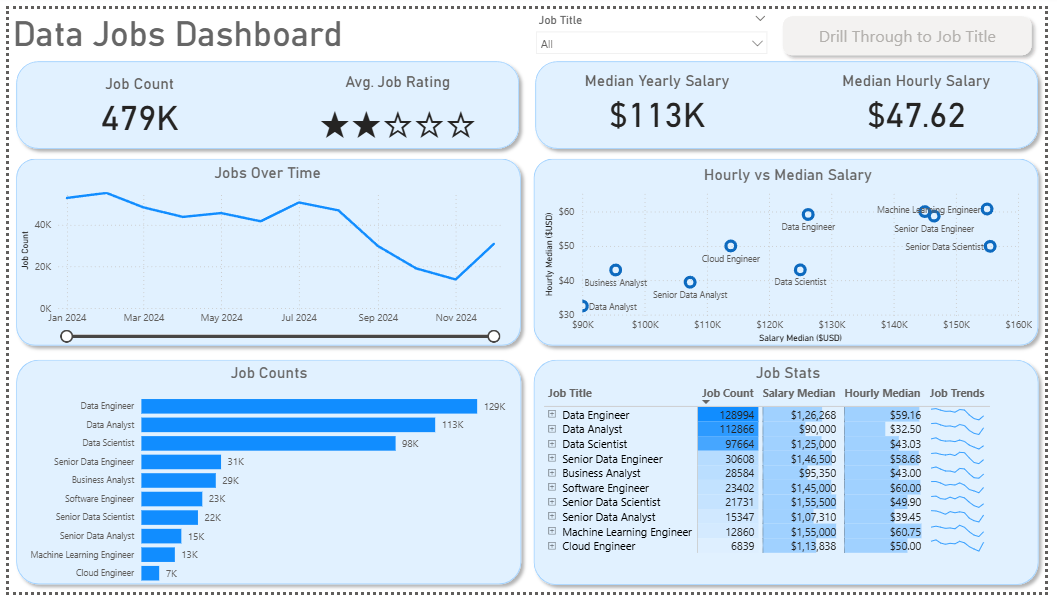 Data Jobs Dashboard
Job Title
All
Drill Through to Job Title
Job Count
479K
Avg. Job Rating
Median Yearly Salary
$113K
Median Hourly Salary
$47.62
Jobs Over Time
Job Count
40K
20K
0K
Jan 2024 Mar 2024 May 2024 Jul 2024 Sep 2024 Nov 2024
Hourly vs Median Salary
Hourly Median ($USD)
$60
$50
$40
$30
Machine Learning Engineer
Data Engineer
Senior Data Engineer
Senior Data Scientist
Cloud Engineer
Business Analyst
Data Scientist
Senior Data Analyst
Data Analyst
$90K $100K $110K $120K $130K $140K $150K $160K
Salary Median ($USD)
Job Counts
Data Engineer 129K
Data Analyst 113K
Data Scientist 98K
Senior Data Engineer 31K
Business Analyst 29K
Software Engineer 23K
Senior Data Scientist 22K
Senior Data Analyst 15K
Machine Learning Engineer 13K
Cloud Engineer 7K
Job Stats
Job Title Job Count Salary Median Hourly Median Job Trends
Data Engineer 128994 $1,26,268 $59.16
Data Analyst 112866 $90,000 $32.50
Data Scientist 97664 $1,25,000 $43.03
Senior Data Engineer 30608 $1,46,500 $58.68
Business Analyst 28584 $95,350 $43.00
Software Engineer 23402 $1,45,000 $60.00
Senior Data Scientist 21731 $1,55,500 $49.90
Senior Data Analyst 15347 $1,07,310 $39.45
Machine Learning Engineer 12860 $1,55,000 $60.75
Cloud Engineer 6839 $1,13,838 $50.00